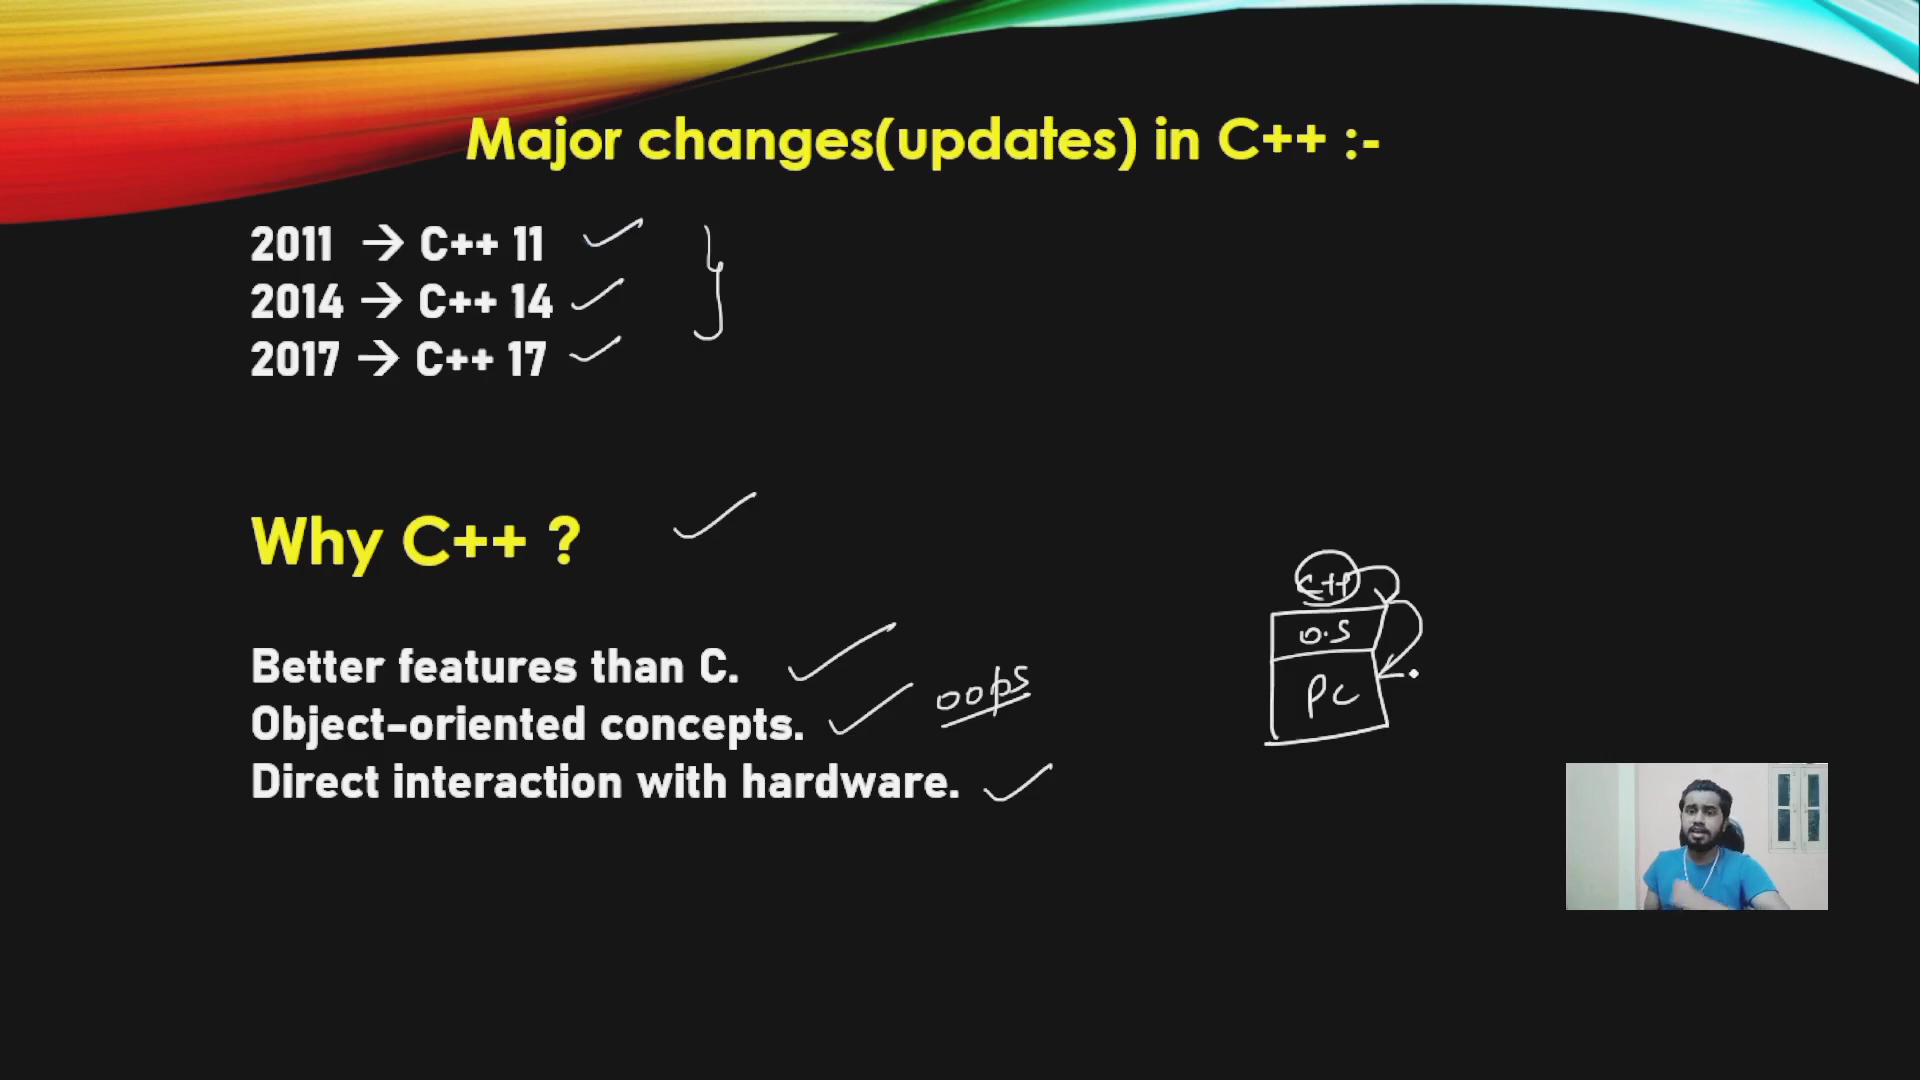 Major changes(updates) in C++ :-
2011 → C++ 11
2014 → C++ 14
2017 → C++ 17
Why C++ ?
Better features than C.
Object-oriented concepts.
oops
Direct interaction with hardware.
C++
O.S
PC